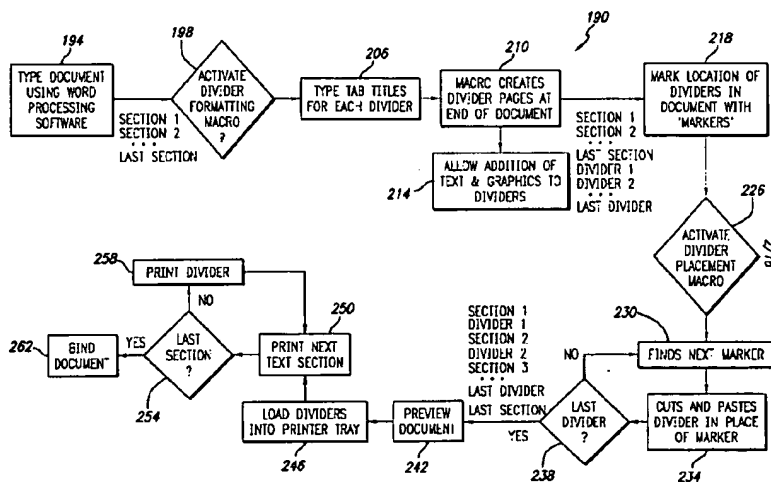 190
194
TYPE DOCUMENT
USING WORD
PROCESSING
SOFTWARE
SECTION 1
SECTION 2
• • •
LAST SECTION
198
ACTIVATE
DIVIDER
FORMATTING
MACRO
?
206
TYPE TAB TITLES
FOR EACH DIVIDER
210
MACRC CREATES
DIVIDER PAGES AT
END OF DOCUMENT
214
ALLOW ADDITION OF
TEXT & GRAPHICS TO
DIVIDERS
SECTION 1
SECTION 2
• • •
LAST SECTION
DIVIDER 1
DIVIDER 2
• • •
LAST DIVIDER
218
MARK LOCATION OF
DIVIDERS IN
DOCUMENT WITH
'MARKERS'
226
ACTIVATE
DIVIDER
PLACEMENT
MACRO
230
FINDS NEXT MARKER
CUTS AND PASTES
DIVIDER IN PLACE
OF MARKER
234
NO
LAST
DIVIDER
?
238
YES
SECTION 1
DIVIDER 1
SECTION 2
DIVIDER 2
SECTION 3
• • •
LAST DIVIDER
LAST SECTION
PREVIEW
DOCUMENT
242
LOAD DIVIDERS
INTO PRINTER TRAY
246
250
PRINT NEXT
TEXT SECTION
LAST
SECTION
?
254
NO
258
PRINT DIVIDER
YES
262
BIND
DOCUMENT